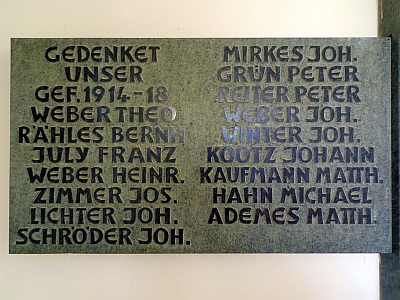 GEDENKET
UNSER
GEF. 1914-18
WEBER THEO
RÄHLES BERNH
JULY FRANZ
WEBER HEINR.
ZIMMER JOS.
LICHTER JOH.
SCHRÖDER JOH.
MIRKES JOH.
GRÜN PETER
REITER PETER
WEBER JOH.
WINTER JOH.
KOOTZ JOHANN
KAUFMANN MATTH.
HAHN MICHAEL
ADEMES MATTH.